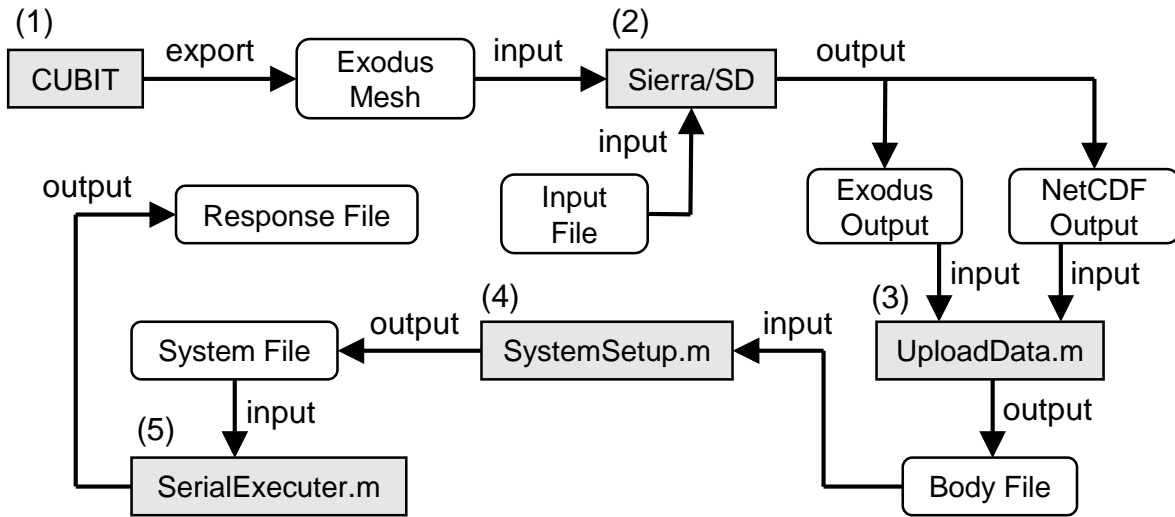 (1)
CUBIT
export
Exodus
Mesh
input
(2)
Sierra/SD
output
input
Input
File
Exodus
Output
NetCDF
Output
input
input
(3)
UploadData.m
output
Body File
input
(4)
SystemSetup.m
output
System File
input
(5)
SerialExecuter.m
output
Response File